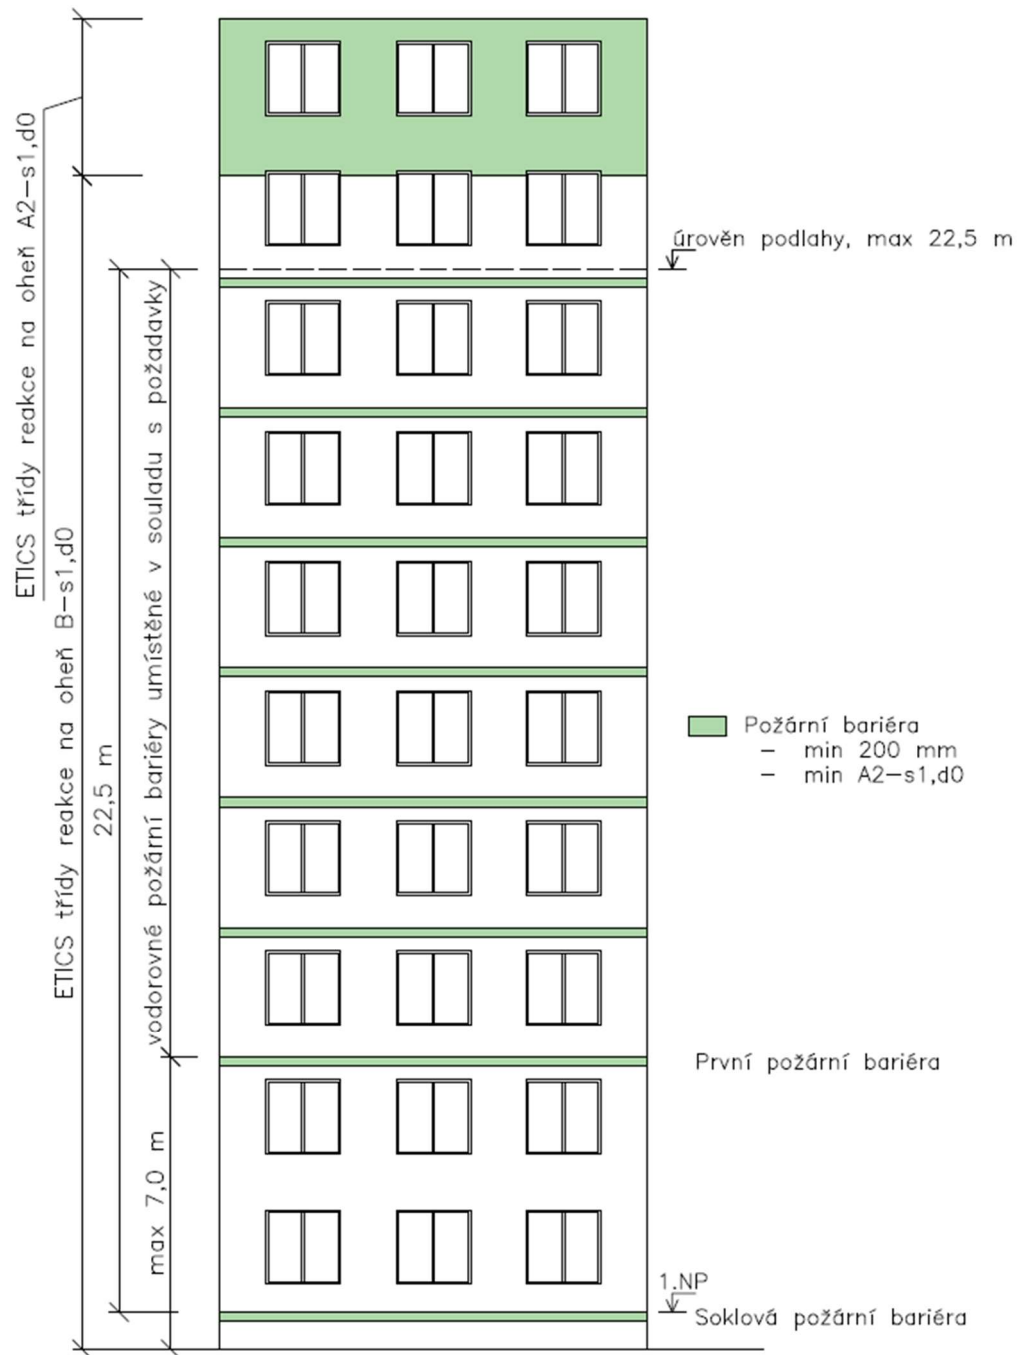 ETICS třídy reakce na oheň A2-s1,d0
ETICS třídy reakce na oheň B-s1,d0
22,5 m
vodorovné požární bariéry umístěné v souladu s požadavky
max 7,0 m
úrověn podlahy, max 22,5 m
Požární bariéra
- min 200 mm
- min A2-s1,d0
První požární bariéra
1.NP
Soklová požární bariéra